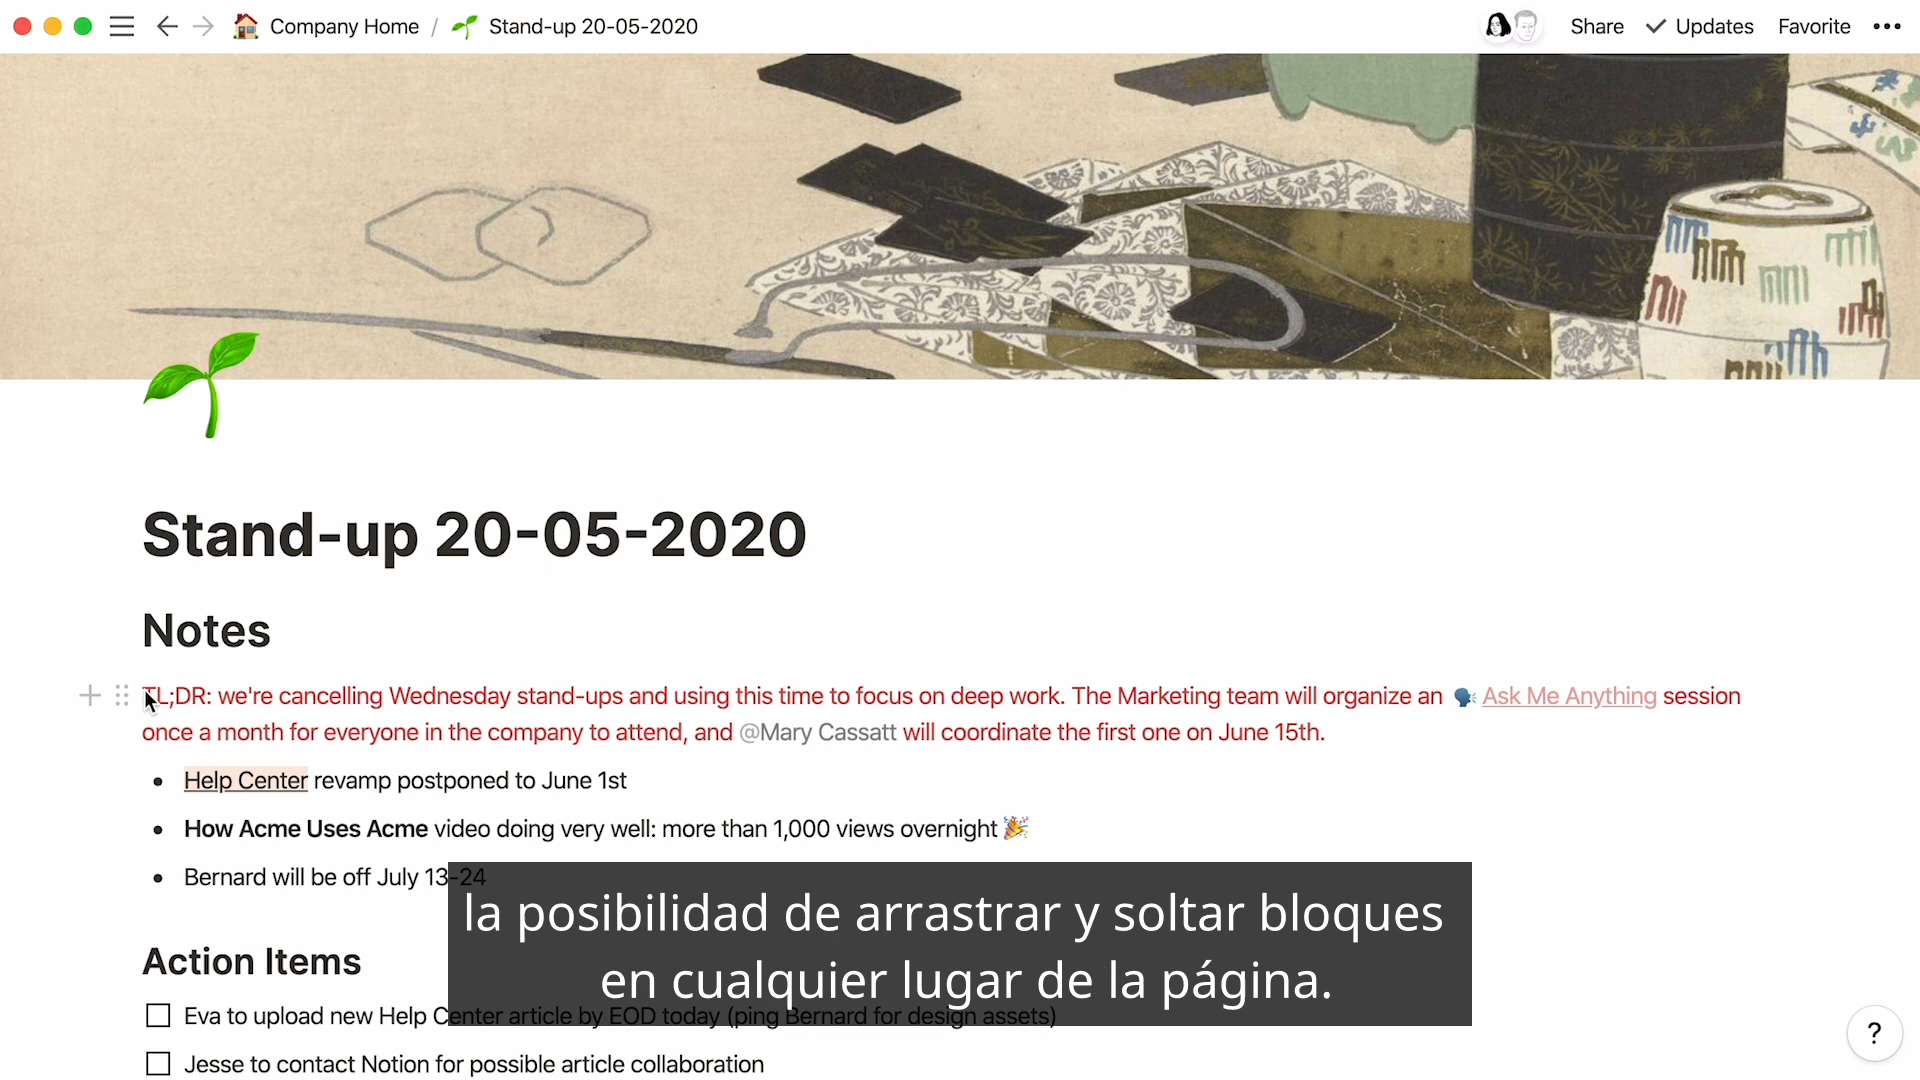 Company Home / Stand-up 20-05-2020
Share Updates Favorite
Stand-up 20-05-2020
Notes
TL;DR: we're cancelling Wednesday stand-ups and using this time to focus on deep work. The Marketing team will organize an 🗣 Ask Me Anything session
once a month for everyone in the company to attend, and @Mary Cassatt will coordinate the first one on June 15th.
• Help Center revamp postponed to June 1st
• How Acme Uses Acme video doing very well: more than 1,000 views overnight 🎉
• Bernard will be off July 13-24
la posibilidad de arrastrar y soltar bloques
en cualquier lugar de la página.
Action Items
Eva to upload new Help Center article by EOD today (ping Bernard for design assets)
Jesse to contact Notion for possible article collaboration
?